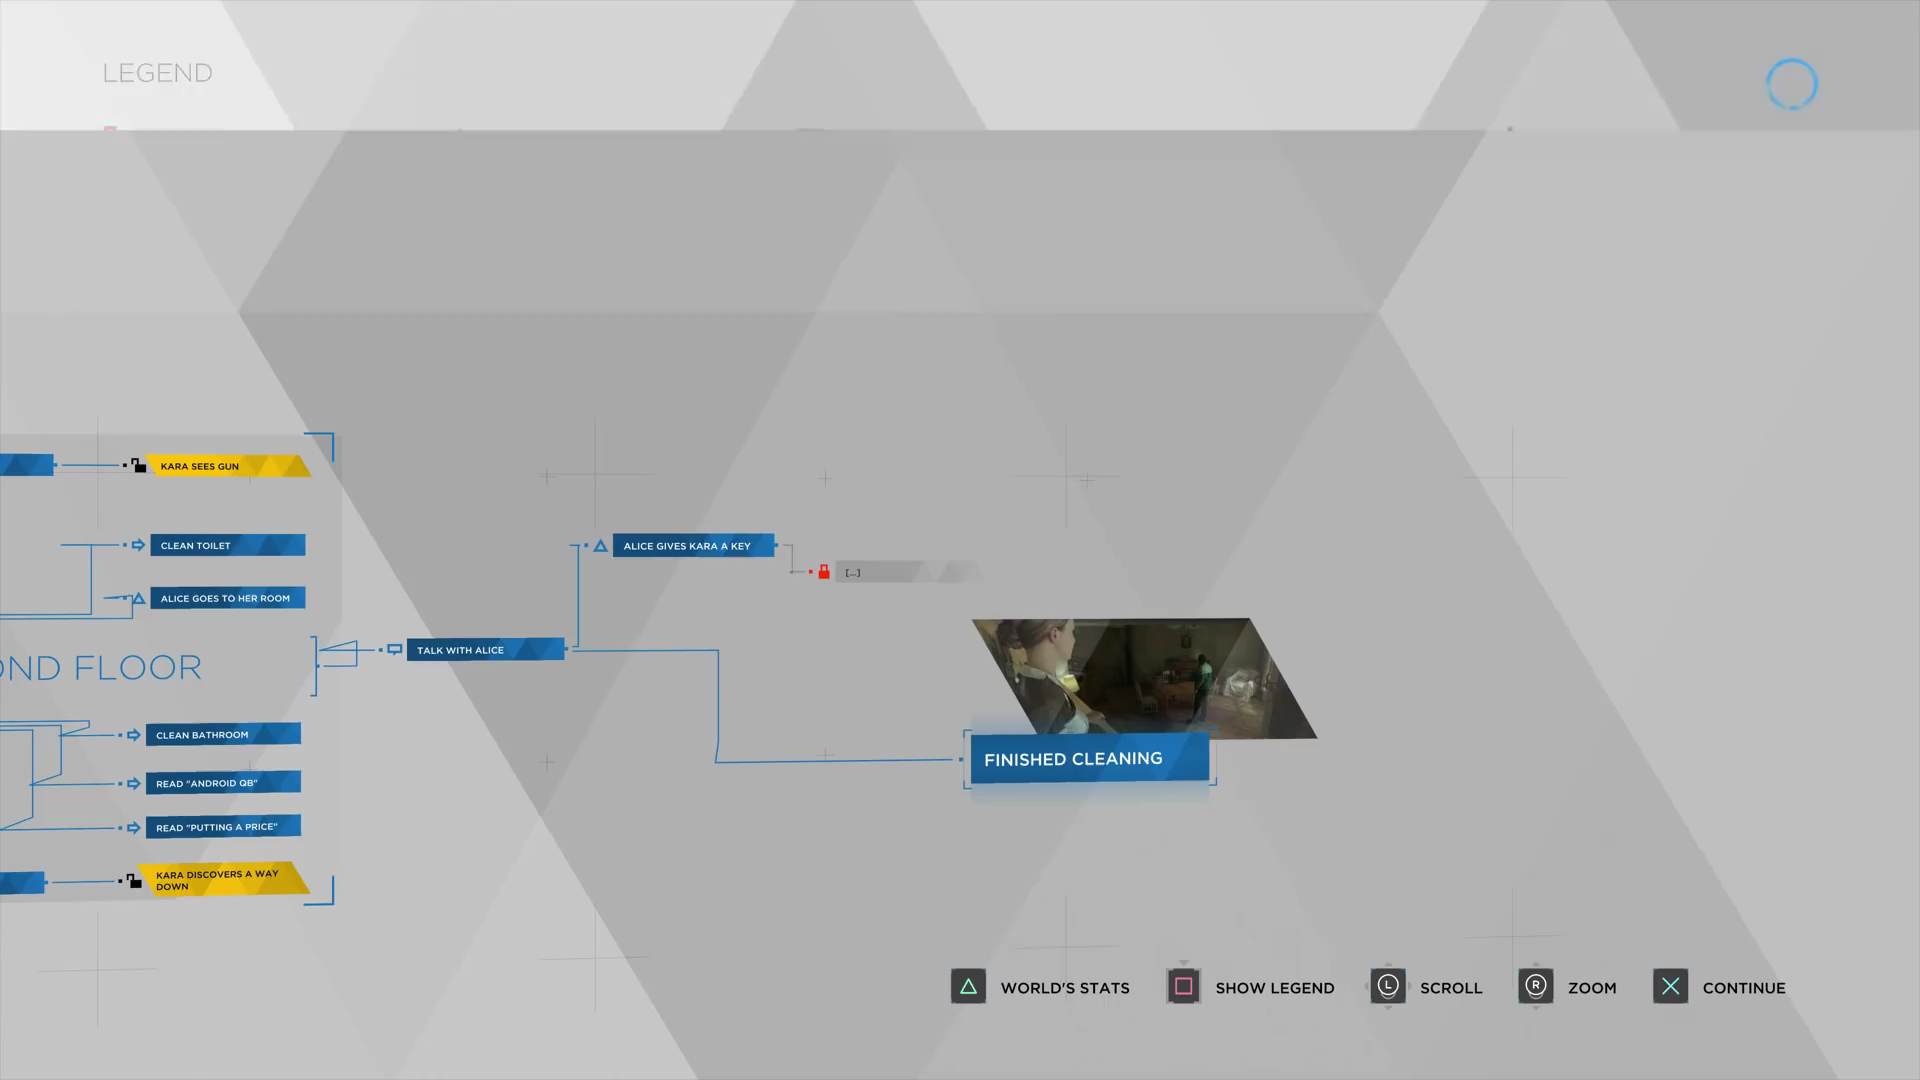 LEGEND
KARA SEES GUN
CLEAN TOILET
ALICE GIVES KARA A KEY
[...]
ALICE GOES TO HER ROOM
TALK WITH ALICE
OND FLOOR
CLEAN BATHROOM
FINISHED CLEANING
READ "ANDROID QB"
READ "PUTTING A PRICE"
KARA DISCOVERS A WAY
DOWN
WORLD'S STATS
SHOW LEGEND
L
SCROLL
R
ZOOM
CONTINUE